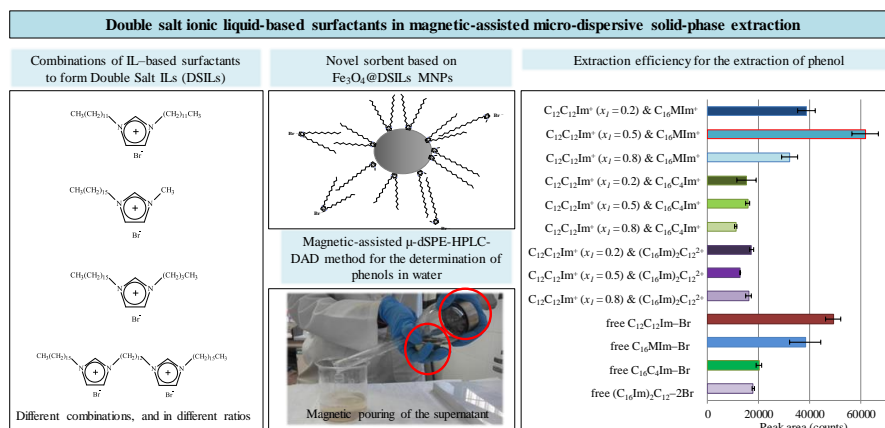 Double salt ionic liquid-based surfactants in magnetic-assisted micro-dispersive solid-phase extraction
Combinations of IL–based surfactants
to form Double Salt ILs (DSILs)
CH₃(CH₂)₁₁
(CH₂)₁₁CH₃
N
N
+
Br⁻
CH₃(CH₂)₁₅
CH₃
N
N
+
Br⁻
CH₃(CH₂)₁₅
(CH₂)₃CH₃
N
N
+
Br⁻
CH₃(CH₂)₁₅
(CH₂)₁₂
(CH₂)₁₅CH₃
N
N
N
N
+
+
Br⁻
Br⁻
Different combinations, and in different ratios
Novel sorbent based on
Fe₃O₄@DSILs MNPs
Br⁻
Br⁻
Br⁻
Br⁻
Magnetic-assisted μ-dSPE-HPLC-
DAD method for the determination of
phenols in water
Magnetic pouring of the supernatant
Extraction efficiency for the extraction of phenol
C₁₂C₁₂Im⁺ (x₁ = 0.2) & C₁₆MIm⁺
C₁₂C₁₂Im⁺ (x₁ = 0.5) & C₁₆MIm⁺
C₁₂C₁₂Im⁺ (x₁ = 0.8) & C₁₆MIm⁺
C₁₂C₁₂Im⁺ (x₁ = 0.2) & C₁₆C₄Im⁺
C₁₂C₁₂Im⁺ (x₁ = 0.5) & C₁₆C₄Im⁺
C₁₂C₁₂Im⁺ (x₁ = 0.8) & C₁₆C₄Im⁺
C₁₂C₁₂Im⁺ (x₁ = 0.2) & (C₁₆Im)₂C₁₂²⁺
C₁₂C₁₂Im⁺ (x₁ = 0.5) & (C₁₆Im)₂C₁₂²⁺
C₁₂C₁₂Im⁺ (x₁ = 0.8) & (C₁₆Im)₂C₁₂²⁺
free C₁₂C₁₂Im–Br
free C₁₆MIm–Br
free C₁₆C₄Im–Br
free (C₁₆Im)₂C₁₂–2Br
0 20000 40000 60000
Peak area (counts)